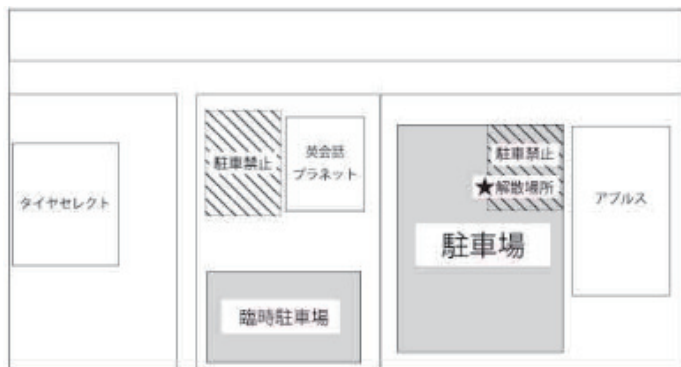 タイヤセレクト
駐車禁止
英会話
プラネット
臨時駐車場
駐車禁止
★解散場所
駐車場
アプルス